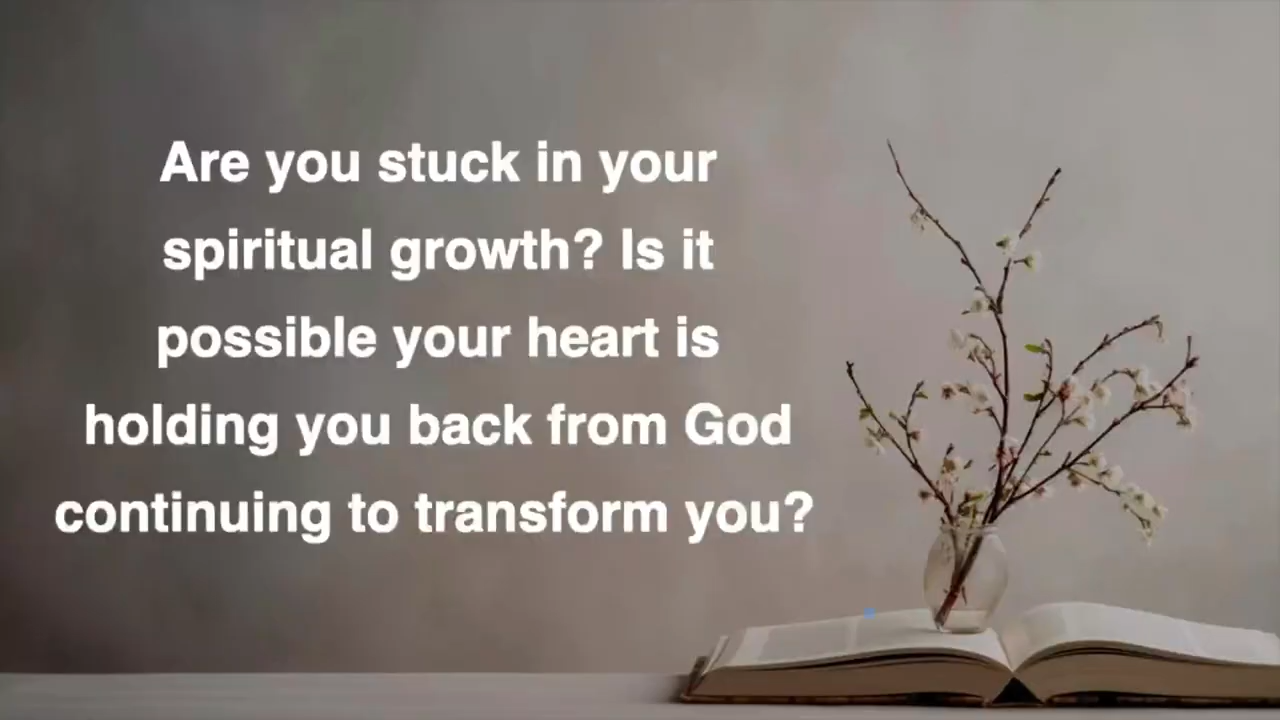 Are you stuck in your
spiritual growth? Is it
possible your heart is
holding you back from God
continuing to transform you?